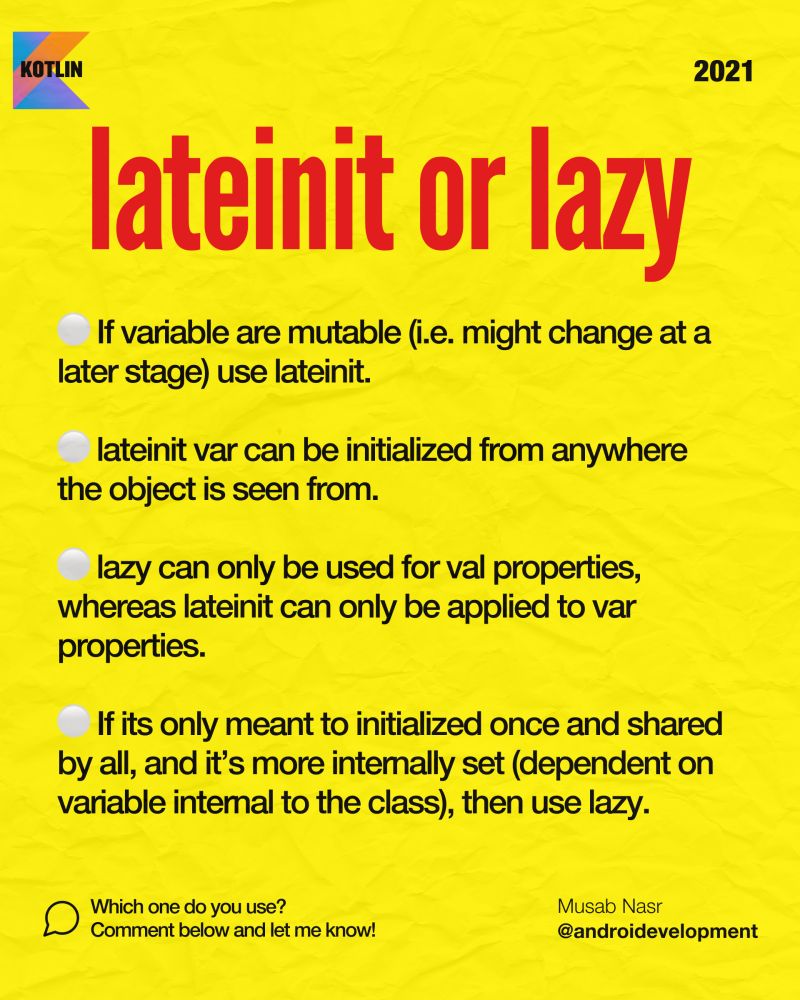 KOTLIN
2021
lateinit or lazy
If variable are mutable (i.e. might change at a
later stage) use lateinit.
lateinit var can be initialized from anywhere
the object is seen from.
lazy can only be used for val properties,
whereas lateinit can only be applied to var
properties.
If its only meant to initialized once and shared
by all, and it’s more internally set (dependent on
variable internal to the class), then use lazy.
Which one do you use?
Comment below and let me know!
Musab Nasr
@androidevelopment